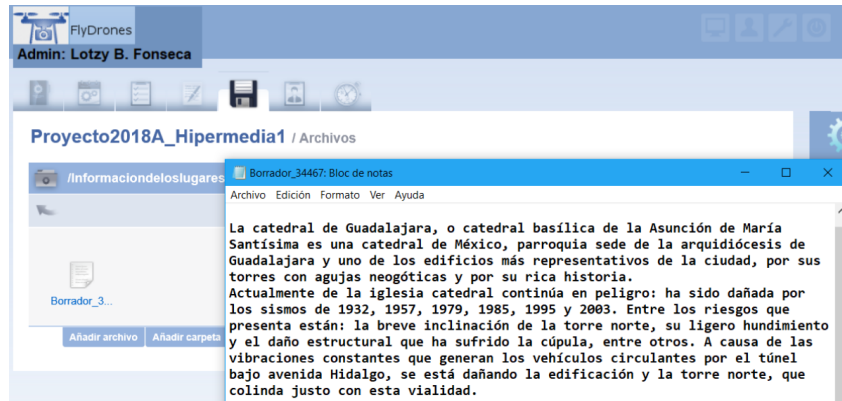 FlyDrones
Admin: Lotzy B. Fonseca
Proyecto2018A_Hipermedia1 / Archivos
/Informaciondeloslugares
Borrador_3...
Añadir archivo Añadir carpeta
Borrador_34467: Bloc de notas
Archivo Edición Formato Ver Ayuda
La catedral de Guadalajara, o catedral basílica de la Asunción de María
Santísima es una catedral de México, parroquia sede de la arquidiócesis de
Guadalajara y uno de los edificios más representativos de la ciudad, por sus
torres con agujas neogóticas y por su rica historia.
Actualmente de la iglesia catedral continúa en peligro: ha sido dañada por
los sismos de 1932, 1957, 1979, 1985, 1995 y 2003. Entre los riesgos que
presenta están: la breve inclinación de la torre norte, su ligero hundimiento
y el daño estructural que ha sufrido la cúpula, entre otros. A causa de las
vibraciones constantes que generan los vehículos circulantes por el túnel
bajo avenida Hidalgo, se está dañando la edificación y la torre norte, que
colinda justo con esta vialidad.